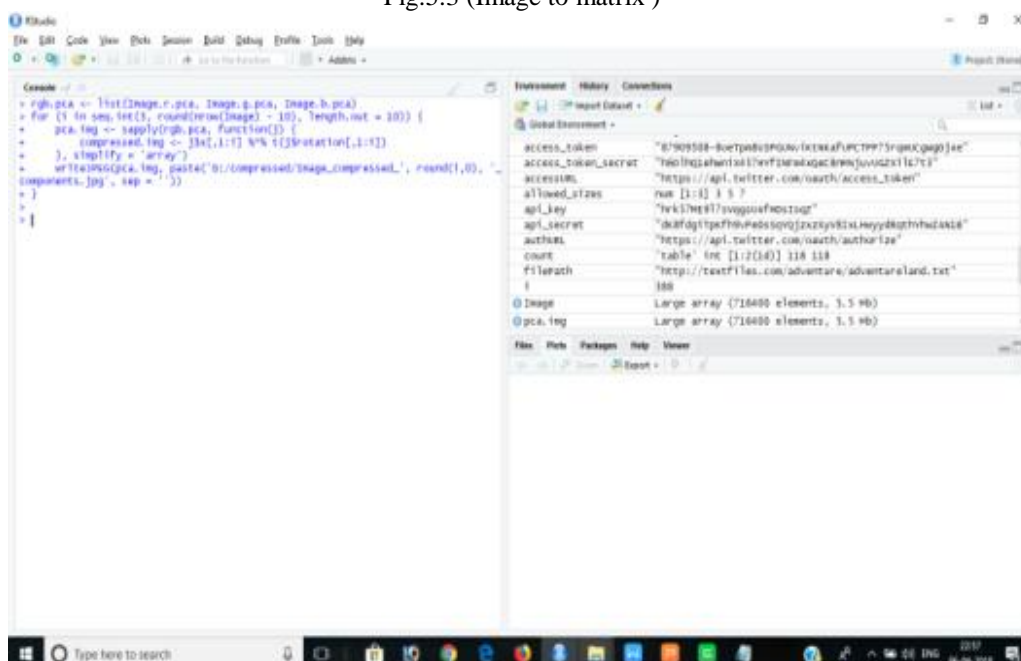 Fig.5.3 (Image to matrix )
RStudio
File Edit Code View Plots Session Build Debug Profile Tools Help
Go to file/function
Addins
Console
> rgb.pca <- list(Image.r.pca, Image.g.pca, Image.b.pca)
> for (i in seq.int(3, round(nrow(Image) - 10), length.out = 10)) {
+ pca.img <- sapply(rgb.pca, function(j) {
+ compressed.img <- j$x[,1:i] %*% t(j$rotation[,1:i])
+ }, simplify = 'array')
+ writeJPEG(pca.img, paste('D:/compressed/Image_compressed_', round(i,0), '_
components.jpg', sep = ''))
+ }
>
>
Environment History Connections
Import Dataset
List
Global Environment
access_token
access_token_secret
accessURL "https://api.twitter.com/oauth/access_token"
allowed_sizes num [1:3] 3 5 7
api_key
api_secret
authURL "https://api.twitter.com/oauth/authorize"
count 'table' int [1:2(1d)] 118 118
filePath "http://textfiles.com/adventure/adventureland.txt"
i
Image Large array (716400 elements, 5.5 Mb)
pca.img Large array (716400 elements, 5.5 Mb)
Files Plots Packages Help Viewer
Zoom Export
Type here to search
ENG